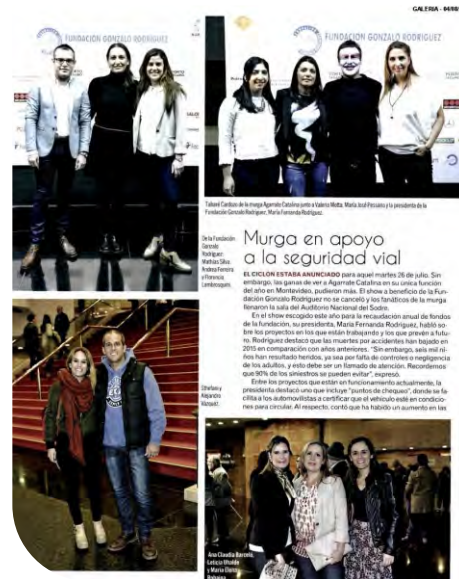 GALERIA
FUNDACIÓN GONZALO RODRÍGUEZ
FUNDACIÓN GONZALO RODRÍGUEZ
Tabaré Cardozo de la murga Agarrate Catalina junto a Valeria Motta, María José Pessano y la presidenta de la
Fundación Gonzalo Rodríguez, María Fernanda Rodríguez.
De la Fundación
Gonzalo
Rodríguez:
Mathías Silva,
Andrea Ferreira
y Florencia
Lambrosquini.
Murga en apoyo
a la seguridad vial
EL CICLÓN ESTABA ANUNCIADO para aquel martes 26 de julio. Sin
embargo, las ganas de ver a Agarrate Catalina en su única función
del año en Montevideo, pudieron más. El show a beneficio de la Fun-
dación Gonzalo Rodríguez no se canceló y los fanáticos de la murga
llenaron la sala del Auditorio Nacional del Sodre.
En el show escogido este año para la recaudación anual de fondos
de la fundación, su presidenta, María Fernanda Rodríguez, habló so-
bre los proyectos en los que están trabajando y los que prevén a futu-
ro. Rodríguez destacó que las muertes por accidentes han bajado en
2015 en comparación con años anteriores. "Sin embargo, seis mil ni-
ños han resultado heridos, ya sea por falta de controles o negligencia
de los adultos, y esto debe ser un llamado de atención. Recordemos
que 90% de los siniestros se pueden evitar", expresó.
Entre los proyectos que están en funcionamiento actualmente, la
presidenta destacó uno que incluye "puntos de chequeo", donde se fa-
cilita a los automovilistas a certificar que el vehículo esté en condicio-
nes para circular. Al respecto, contó que ha habido un aumento en las
y
Alejandro
Vázquez.
Ana Claudia Barceló,
Leticia
y María Elena